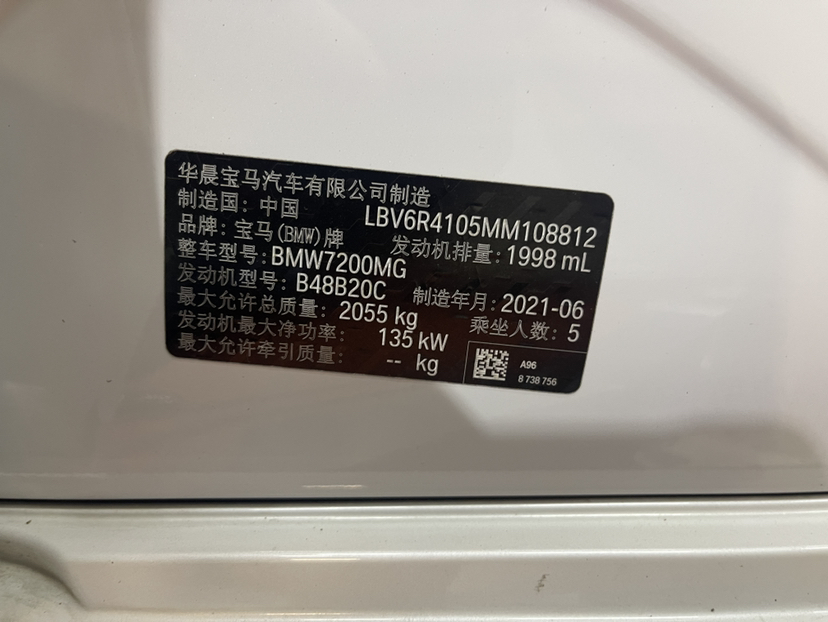 华晨宝马汽车有限公司制造
制造国: 中国 LBV6R4105MM108812
品牌: 宝马(BMW)牌 发动机排量: 1998 mL
整车型号: BMW7200MG
发动机型号: B48B20C 制造年月: 2021-06
最大允许总质量: 2055 kg 乘坐人数: 5
发动机最大净功率: 135 kW
最大允许牵引质量: -- kg
A96
8 738 756